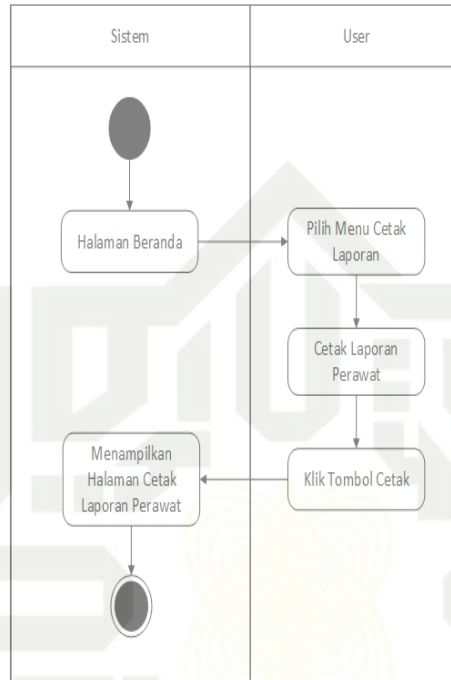 Sistem
User
Halaman Beranda
Pilih Menu Cetak
Laporan
Cetak Laporan
Perawat
Klik Tombol Cetak
Menampilkan
Halaman Cetak
Laporan Perawat